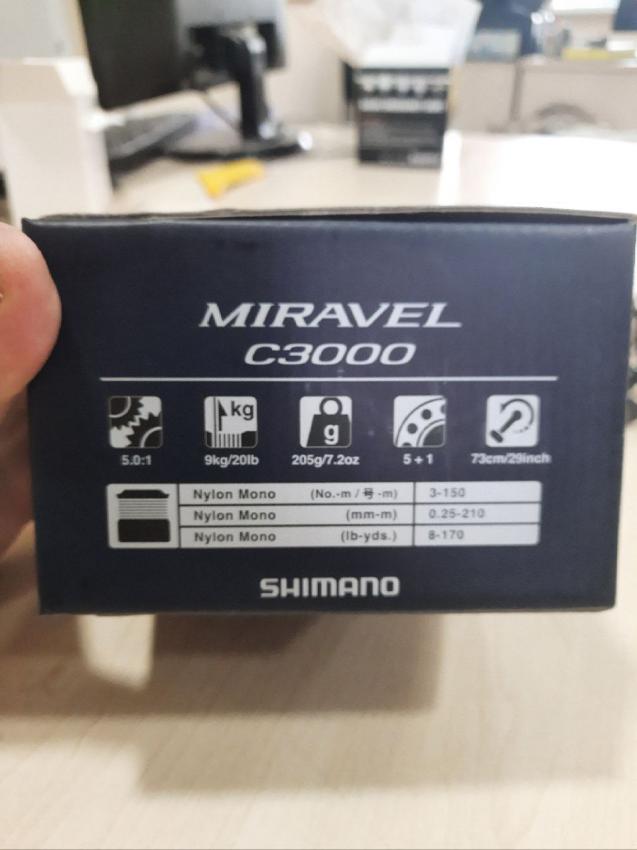 MIRAVEL
C3000
kg
g
5.0:1
9kg/20lb
205g/7.2oz
5+1
73cm/29inch
Nylon Mono (No.-m / 号 -m) 3-150
Nylon Mono (mm-m) 0.25-210
Nylon Mono (lb-yds.) 8-170
SHIMANO